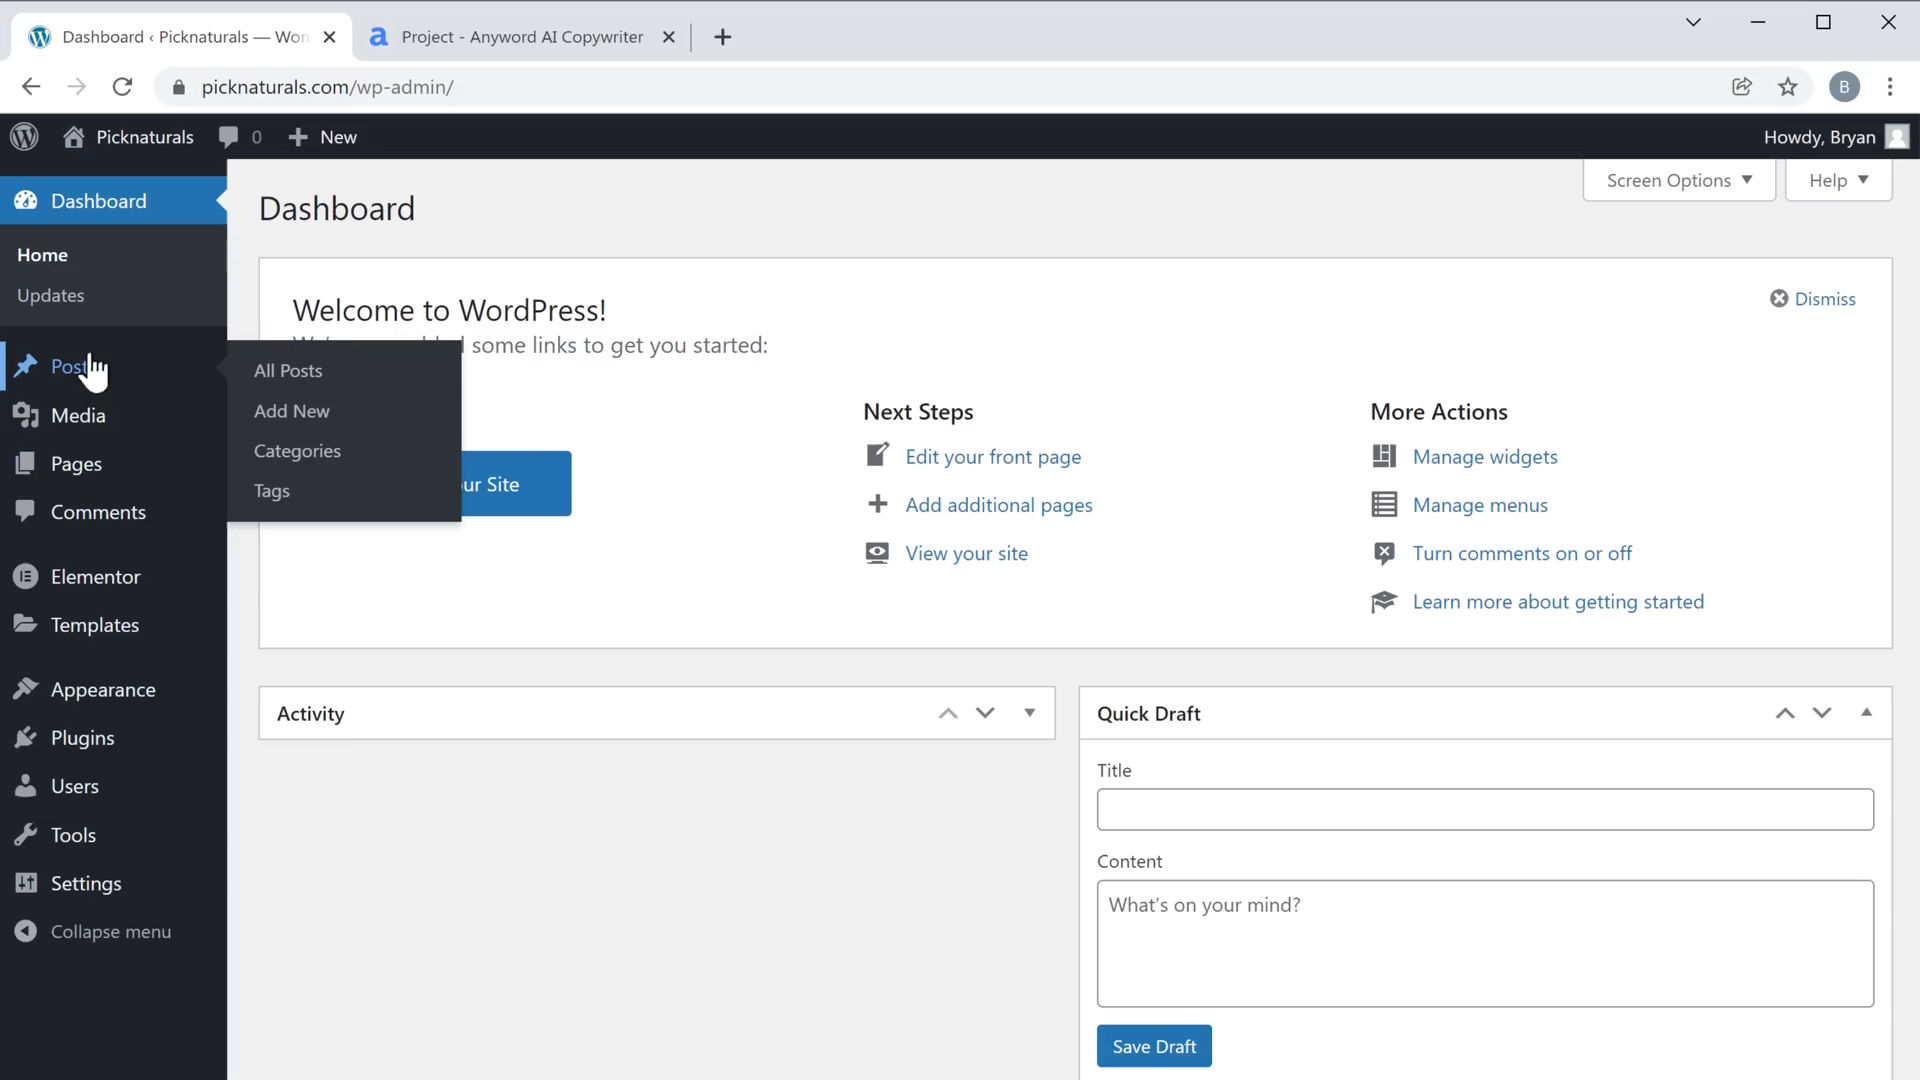 Dashboard ‹ Picknaturals — Wor
Project - Anyword AI Copywriter
picknaturals.com/wp-admin/
B
Picknaturals
0
New
Howdy, Bryan
Dashboard
Home
Updates
Media
Pages
Comments
Elementor
Templates
Appearance
Plugins
Users
Tools
Settings
Collapse menu
All Posts
Add New
Categories
Tags
Dashboard
Screen Options
Help
Welcome to WordPress!
some links to get you started:
Dismiss
ur Site
Next Steps
Edit your front page
Add additional pages
View your site
More Actions
Manage widgets
Manage menus
Turn comments on or off
Learn more about getting started
Activity
Quick Draft
Title
Content
What's on your mind?
Save Draft